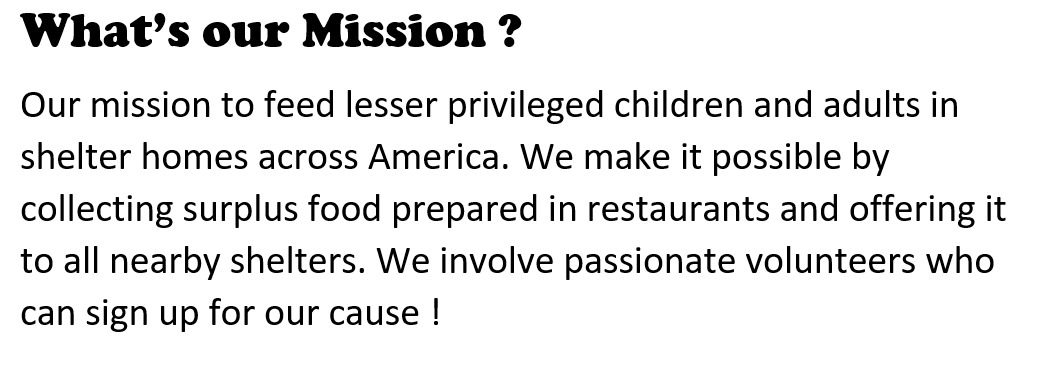 What’s our Mission ?
Our mission to feed lesser privileged children and adults in
shelter homes across America. We make it possible by
collecting surplus food prepared in restaurants and offering it
to all nearby shelters. We involve passionate volunteers who
can sign up for our cause !